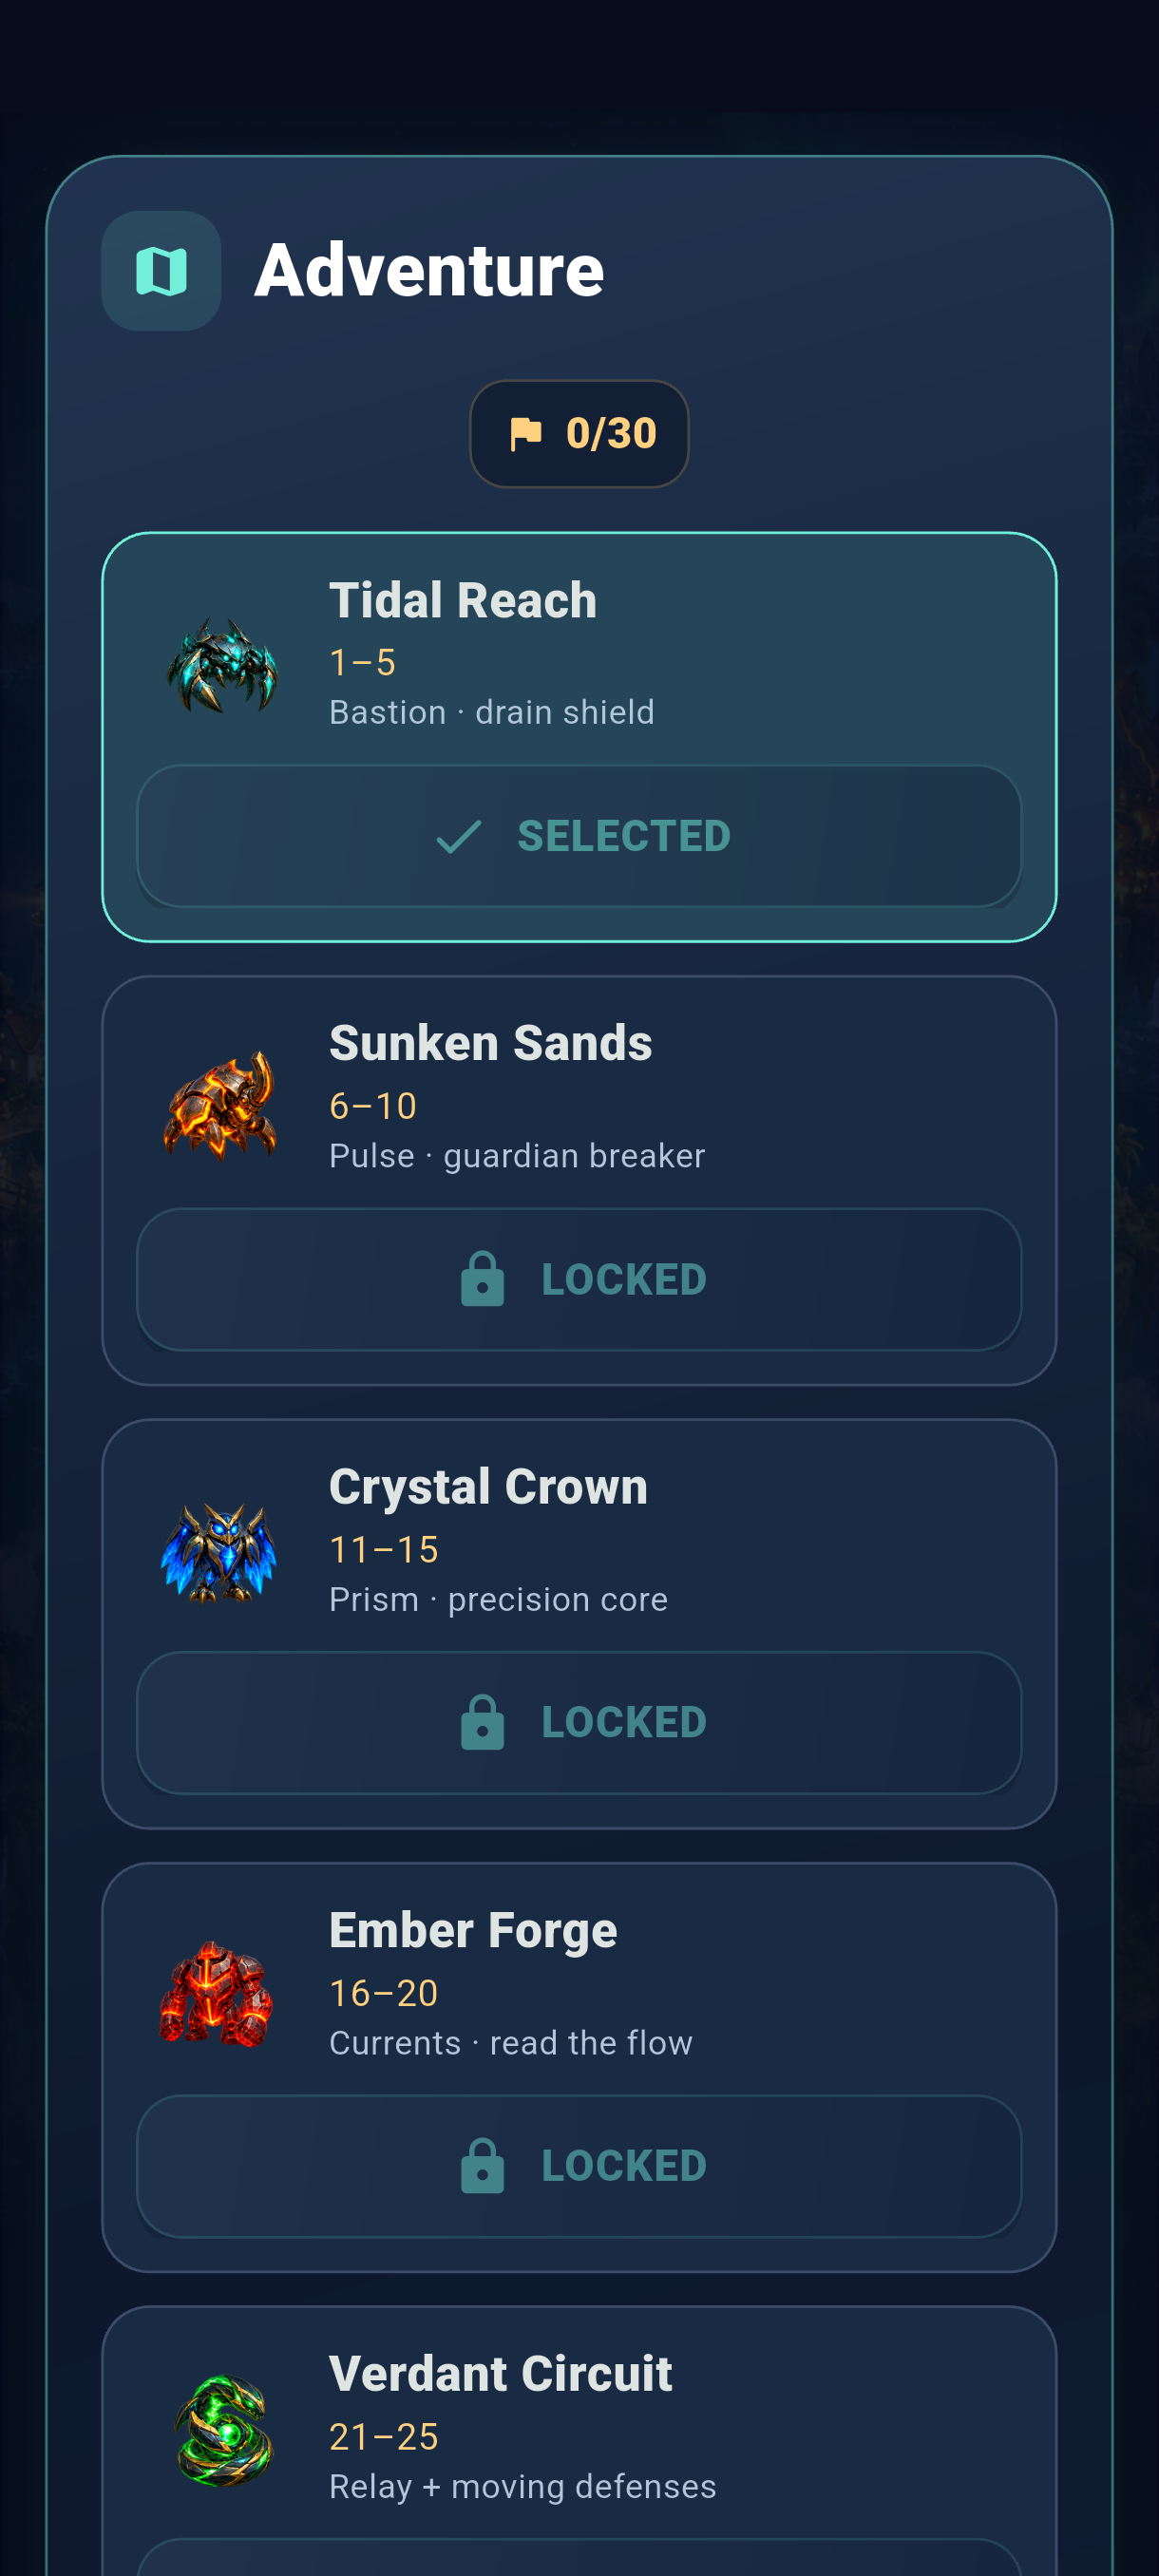 Adventure
0/30
Tidal Reach
1–5
Bastion · drain shield
SELECTED
Sunken Sands
6–10
Pulse · guardian breaker
LOCKED
Crystal Crown
11–15
Prism · precision core
LOCKED
Ember Forge
16–20
Currents · read the flow
LOCKED
Verdant Circuit
21–25
Relay + moving defenses